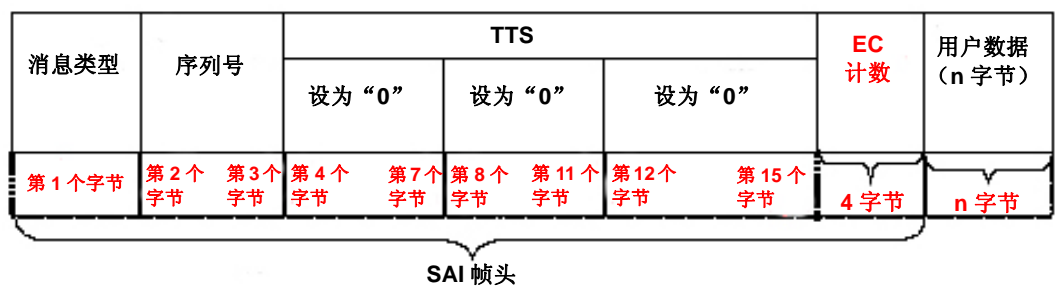 消息类型
序列号
TTS
设为“0”
设为“0”
设为“0”
EC
计数
用户数据
（n 字节）
第 1 个字节
第 2 个
字节
第 3 个
字节
第 4 个
字节
第 7 个
字节
第 8 个
字节
第 11 个
字节
第 12 个
字节
第 15 个
字节
4 字节
n 字节
SAI 帧头